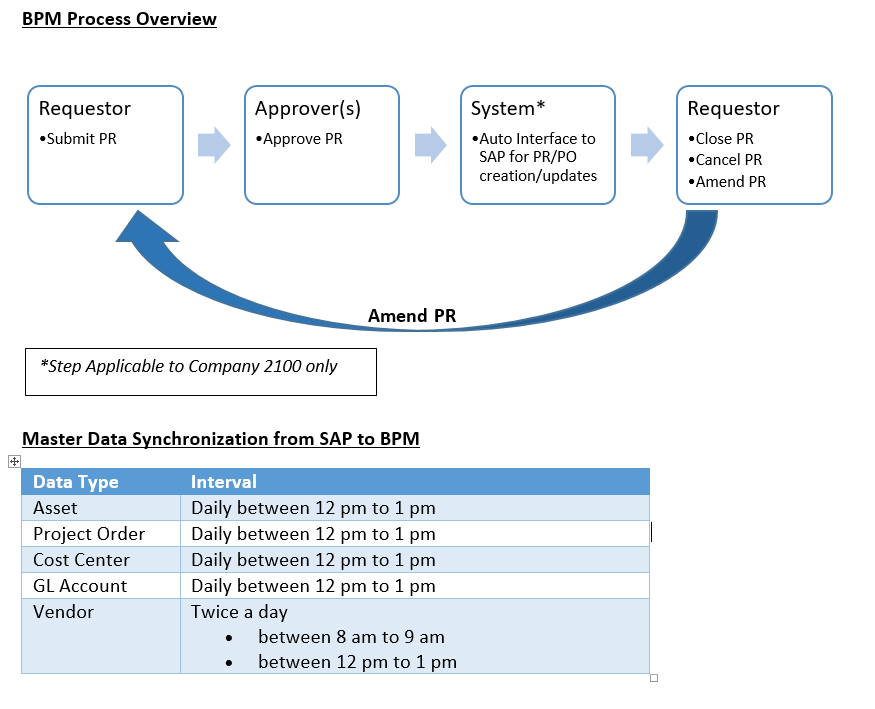 BPM Process Overview
Requestor
•Submit PR
Approver(s)
•Approve PR
System*
•Auto Interface to
SAP for PR/PO
creation/updates
Requestor
•Close PR
•Cancel PR
•Amend PR
Amend PR
*Step Applicable to Company 2100 only
Master Data Synchronization from SAP to BPM
Data Type Interval
Asset Daily between 12 pm to 1 pm
Project Order Daily between 12 pm to 1 pm
Cost Center Daily between 12 pm to 1 pm
GL Account Daily between 12 pm to 1 pm
Vendor Twice a day
• between 8 am to 9 am
• between 12 pm to 1 pm